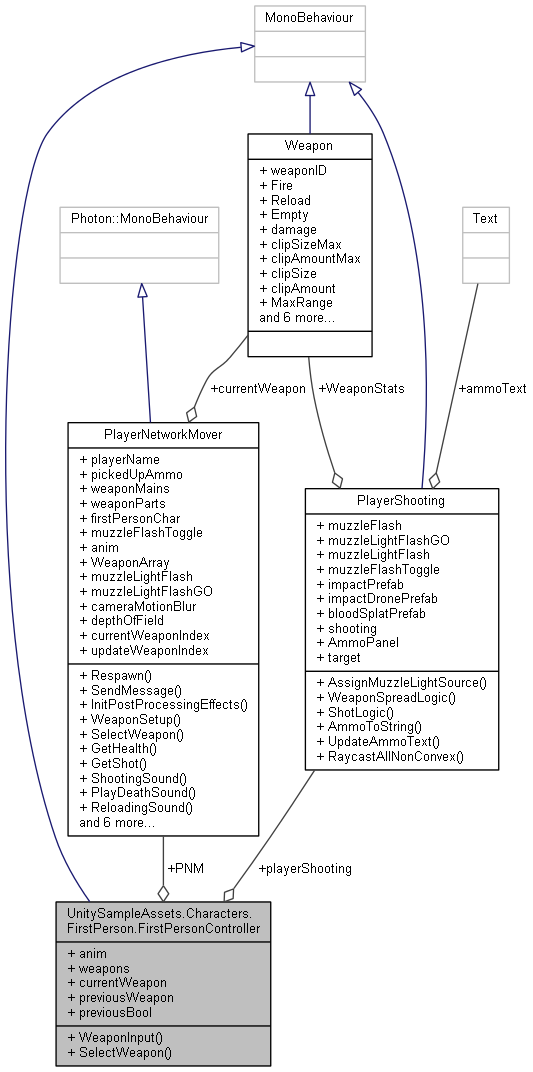 MonoBehaviour
Weapon
+ weaponID
+ Fire
+ Reload
+ Empty
+ damage
+ clipSizeMax
+ clipAmountMax
+ clipSize
+ clipAmount
+ MaxRange
and 6 more...
Photon::MonoBehaviour
Text
+currentWeapon
+WeaponStats
+ammoText
PlayerNetworkMover
+ playerName
+ pickedUpAmmo
+ weaponMains
+ weaponParts
+ firstPersonChar
+ muzzleFlashToggle
+ anim
+ WeaponArray
+ muzzleLightFlash
+ muzzleLightFlashGO
+ cameraMotionBlur
+ depthOfField
+ currentWeaponIndex
+ updateWeaponIndex
+ Respawn()
+ SendMessage()
+ InitPostProcessingEffects()
+ WeaponSetup()
+ SelectWeapon()
+ GetHealth()
+ GetShot()
+ ShootingSound()
+ PlayDeathSound()
+ ReloadingSound()
and 6 more...
PlayerShooting
+ muzzleFlash
+ muzzleLightFlashGO
+ muzzleLightFlash
+ muzzleFlashToggle
+ impactPrefab
+ impactDronePrefab
+ bloodSplatPrefab
+ shooting
+ AmmoPanel
+ target
+ AssignMuzzleLightSource()
+ WeaponSpreadLogic()
+ ShotLogic()
+ AmmoToString()
+ UpdateAmmoText()
+ RaycastAllNonConvex()
+PNM
+playerShooting
UnitySampleAssets.Characters.
FirstPerson.FirstPersonController
+ anim
+ weapons
+ currentWeapon
+ previousWeapon
+ previousBool
+ WeaponInput()
+ SelectWeapon()